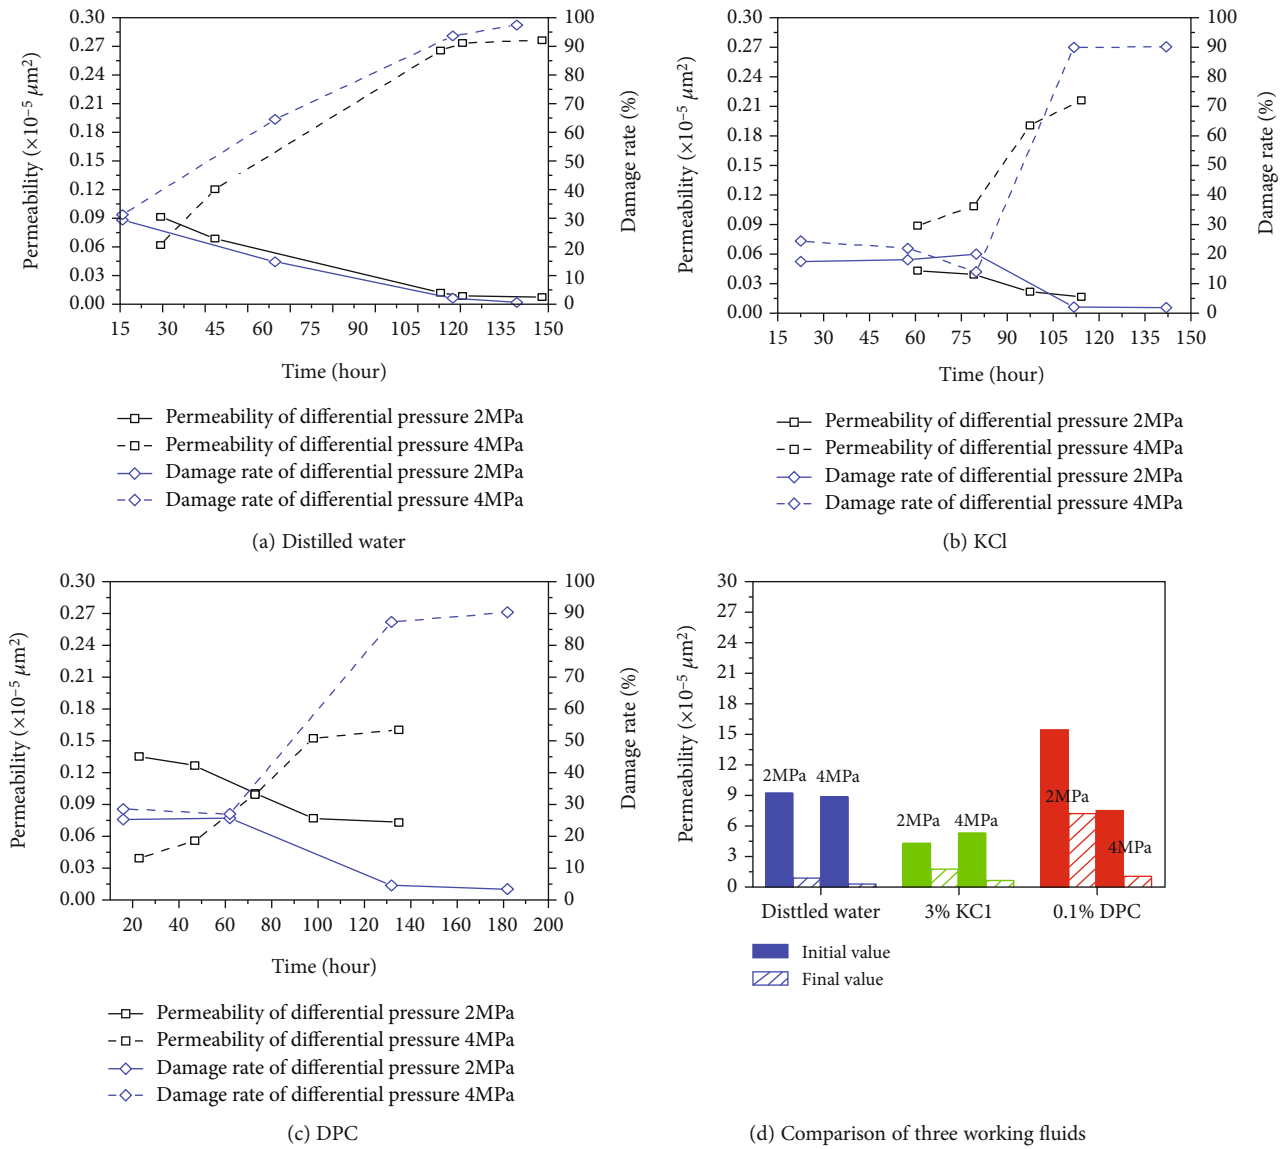 0.30
0.27
0.24
0.21
0.18
0.15
0.12
0.09
0.06
0.03
0.00
Permeability (×10⁻⁵ μm²)
100
90
80
70
60
50
40
30
20
10
0
Damage rate (%)
15 30 45 60 75 90 105 120 135 150
Time (hour)
Permeability of differential pressure 2MPa
Permeability of differential pressure 4MPa
Damage rate of differential pressure 2MPa
Damage rate of differential pressure 4MPa
(a) Distilled water
0.30
0.27
0.24
0.21
0.18
0.15
0.12
0.09
0.06
0.03
0.00
Permeability (×10⁻⁵ μm²)
100
90
80
70
60
50
40
30
20
10
0
Damage rate (%)
15 30 45 60 75 90 105 120 135 150
Time (hour)
Permeability of differential pressure 2MPa
Permeability of differential pressure 4MPa
Damage rate of differential pressure 2MPa
Damage rate of differential pressure 4MPa
(b) KCl
0.30
0.27
0.24
0.21
0.18
0.15
0.12
0.09
0.06
0.03
0.00
Permeability (×10⁻⁵ μm²)
100
90
80
70
60
50
40
30
20
10
0
Damage rate (%)
20 40 60 80 100 120 140 160 180 200
Time (hour)
Permeability of differential pressure 2MPa
Permeability of differential pressure 4MPa
Damage rate of differential pressure 2MPa
Damage rate of differential pressure 4MPa
(c) DPC
30
27
24
21
18
15
12
9
6
3
0
Permeability (×10⁻⁵ μm²)
2MPa 4MPa
2MPa 4MPa
2MPa
4MPa
Disttled water 3% KC1 0.1% DPC
Initial value
Final value
(d) Comparison of three working fluids